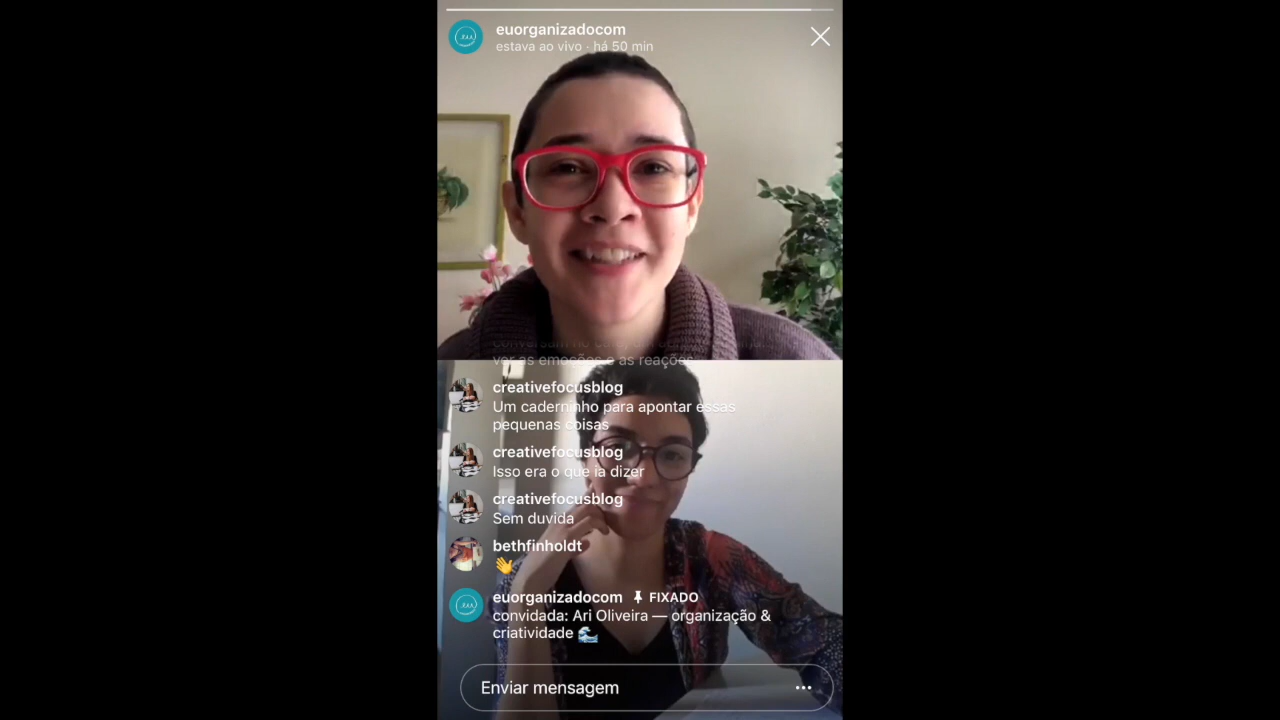 euorganizadocom
estava ao vivo · há 50 min
ver as emoções e as reações
creativefocusblog
Um caderninho para apontar essas
pequenas coisas
creativefocusblog
Isso era o que ia dizer
creativefocusblog
Sem duvida
bethfinholdt
👋
euorganizadocom FIXADO
convidada: Ari Oliveira — organização &
criatividade 🌊
Enviar mensagem